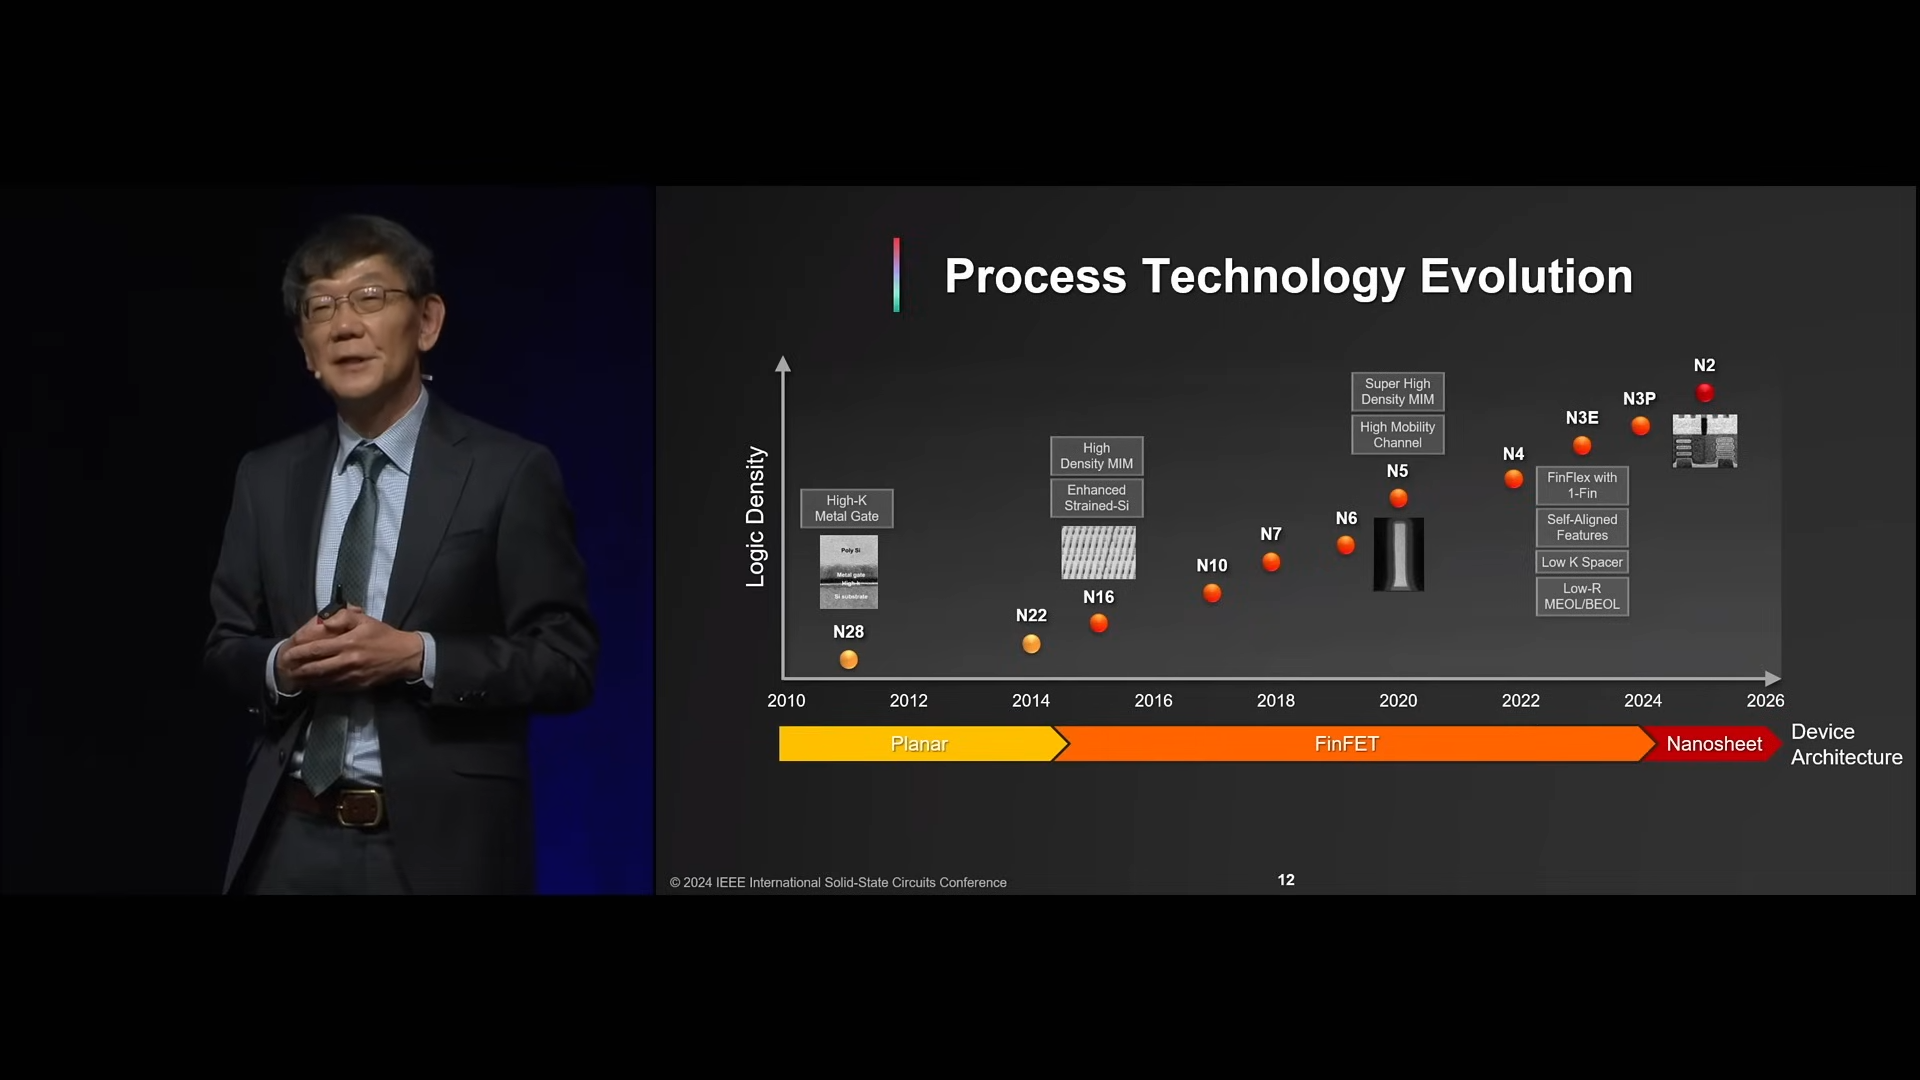 Process Technology Evolution
Logic Density
High-K
Metal Gate
Poly Si
Metal gate
High-k
Si substrate
N28
N22
High
Density MIM
Enhanced
Strained-Si
N16
N10
N7
N6
Super High
Density MIM
High Mobility
Channel
N5
N4
N3E
FinFlex with
1-Fin
Self-Aligned
Features
Low K Spacer
Low-R
MEOL/BEOL
N3P
N2
2010 2012 2014 2016 2018 2020 2022 2024 2026
Planar FinFET Nanosheet
Device
Architecture
© 2024 IEEE International Solid-State Circuits Conference
12